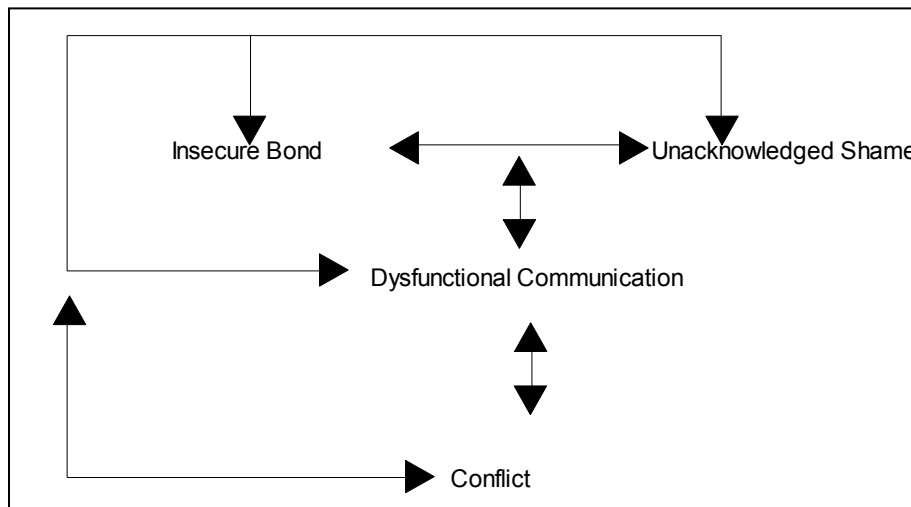 Insecure Bond
Unacknowledged Shame
Dysfunctional Communication
Conflict